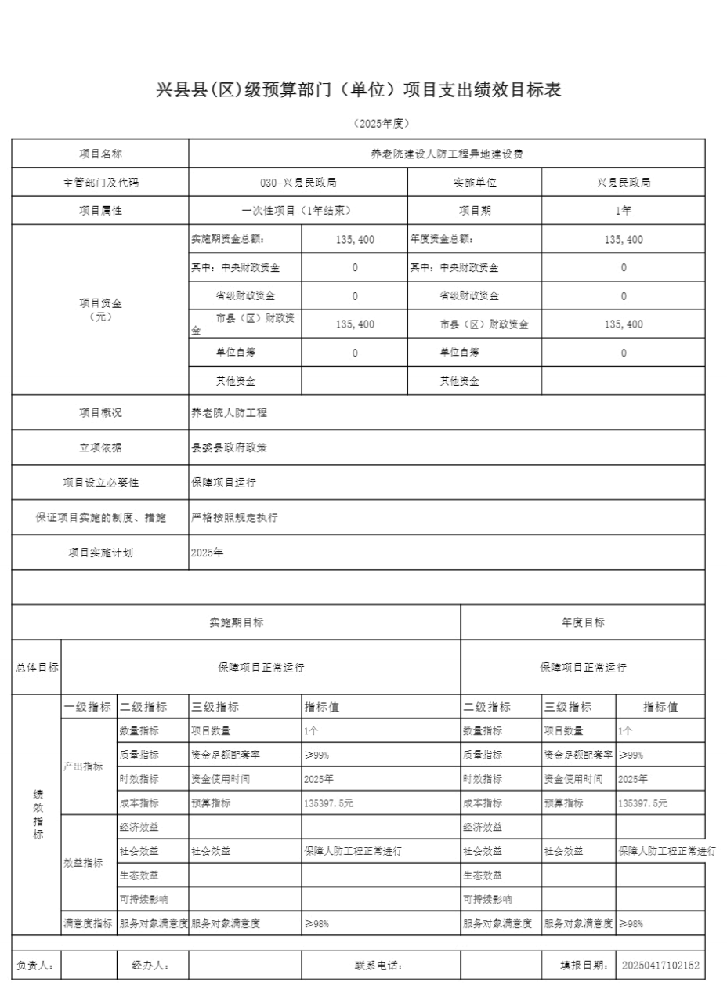 兴县县(区)级预算部门（单位）项目支出绩效目标表
（2025年度）
项目名称 养老院建设人防工程异地建设费
主管部门及代码 030-兴县民政局 实施单位 兴县民政局
项目属性 一次性项目（1年结束） 项目期 1年
项目资金
（元）
实施期资金总额： 135,400 年度资金总额： 135,400
其中：中央财政资金 0 其中：中央财政资金 0
省级财政资金 0 省级财政资金 0
市县（区）财政资
金 135,400 市县（区）财政资金 135,400
单位自筹 0 单位自筹 0
其他资金 其他资金
项目概况 养老院人防工程
立项依据 县委县政府政策
项目设立必要性 保障项目运行
保证项目实施的制度、措施 严格按照规定执行
项目实施计划 2025年
实施期目标 年度目标
总体目标 保障项目正常运行 保障项目正常运行
绩
效
指
标
一级指标 二级指标 三级指标 指标值 二级指标 三级指标 指标值
产出指标
数量指标 项目数量 1个 数量指标 项目数量 1个
质量指标 资金足额配套率 ≥99% 质量指标 资金足额配套率 ≥99%
时效指标 资金使用时间 2025年 时效指标 资金使用时间 2025年
成本指标 预算指标 135397.5元 成本指标 预算指标 135397.5元
效益指标
经济效益 经济效益
社会效益 社会效益 保障人防工程正常进行 社会效益 社会效益 保障人防工程正常进行
生态效益 生态效益
可持续影响 可持续影响
满意度指标 服务对象满意度 服务对象满意度 ≥98% 服务对象满意度 服务对象满意度 ≥98%
负责人： 经办人： 联系电话： 填报日期： 20250417102152